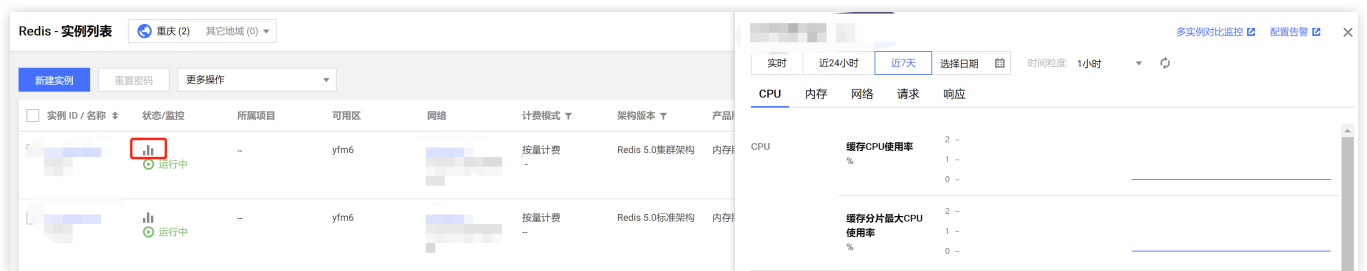 Redis - 实例列表
重庆 (2) 其它地域 (0)
新建实例 重置密码 更多操作
实例 ID / 名称 状态/监控 所属项目 可用区 网络 计费模式 架构版本
-- yfm6 按量计费 Redis 5.0集群架构
运行中 -
-- yfm6 按量计费 Redis 5.0标准架构
运行中 --
多实例对比监控 配置告警
实时 近24小时 近7天 选择日期 时间粒度: 1小时
CPU 内存 网络 请求 响应
CPU 缓存CPU使用率
%
2 –
1 –
0 –
缓存分片最大CPU
使用率
%
2 –
1 –
0 –